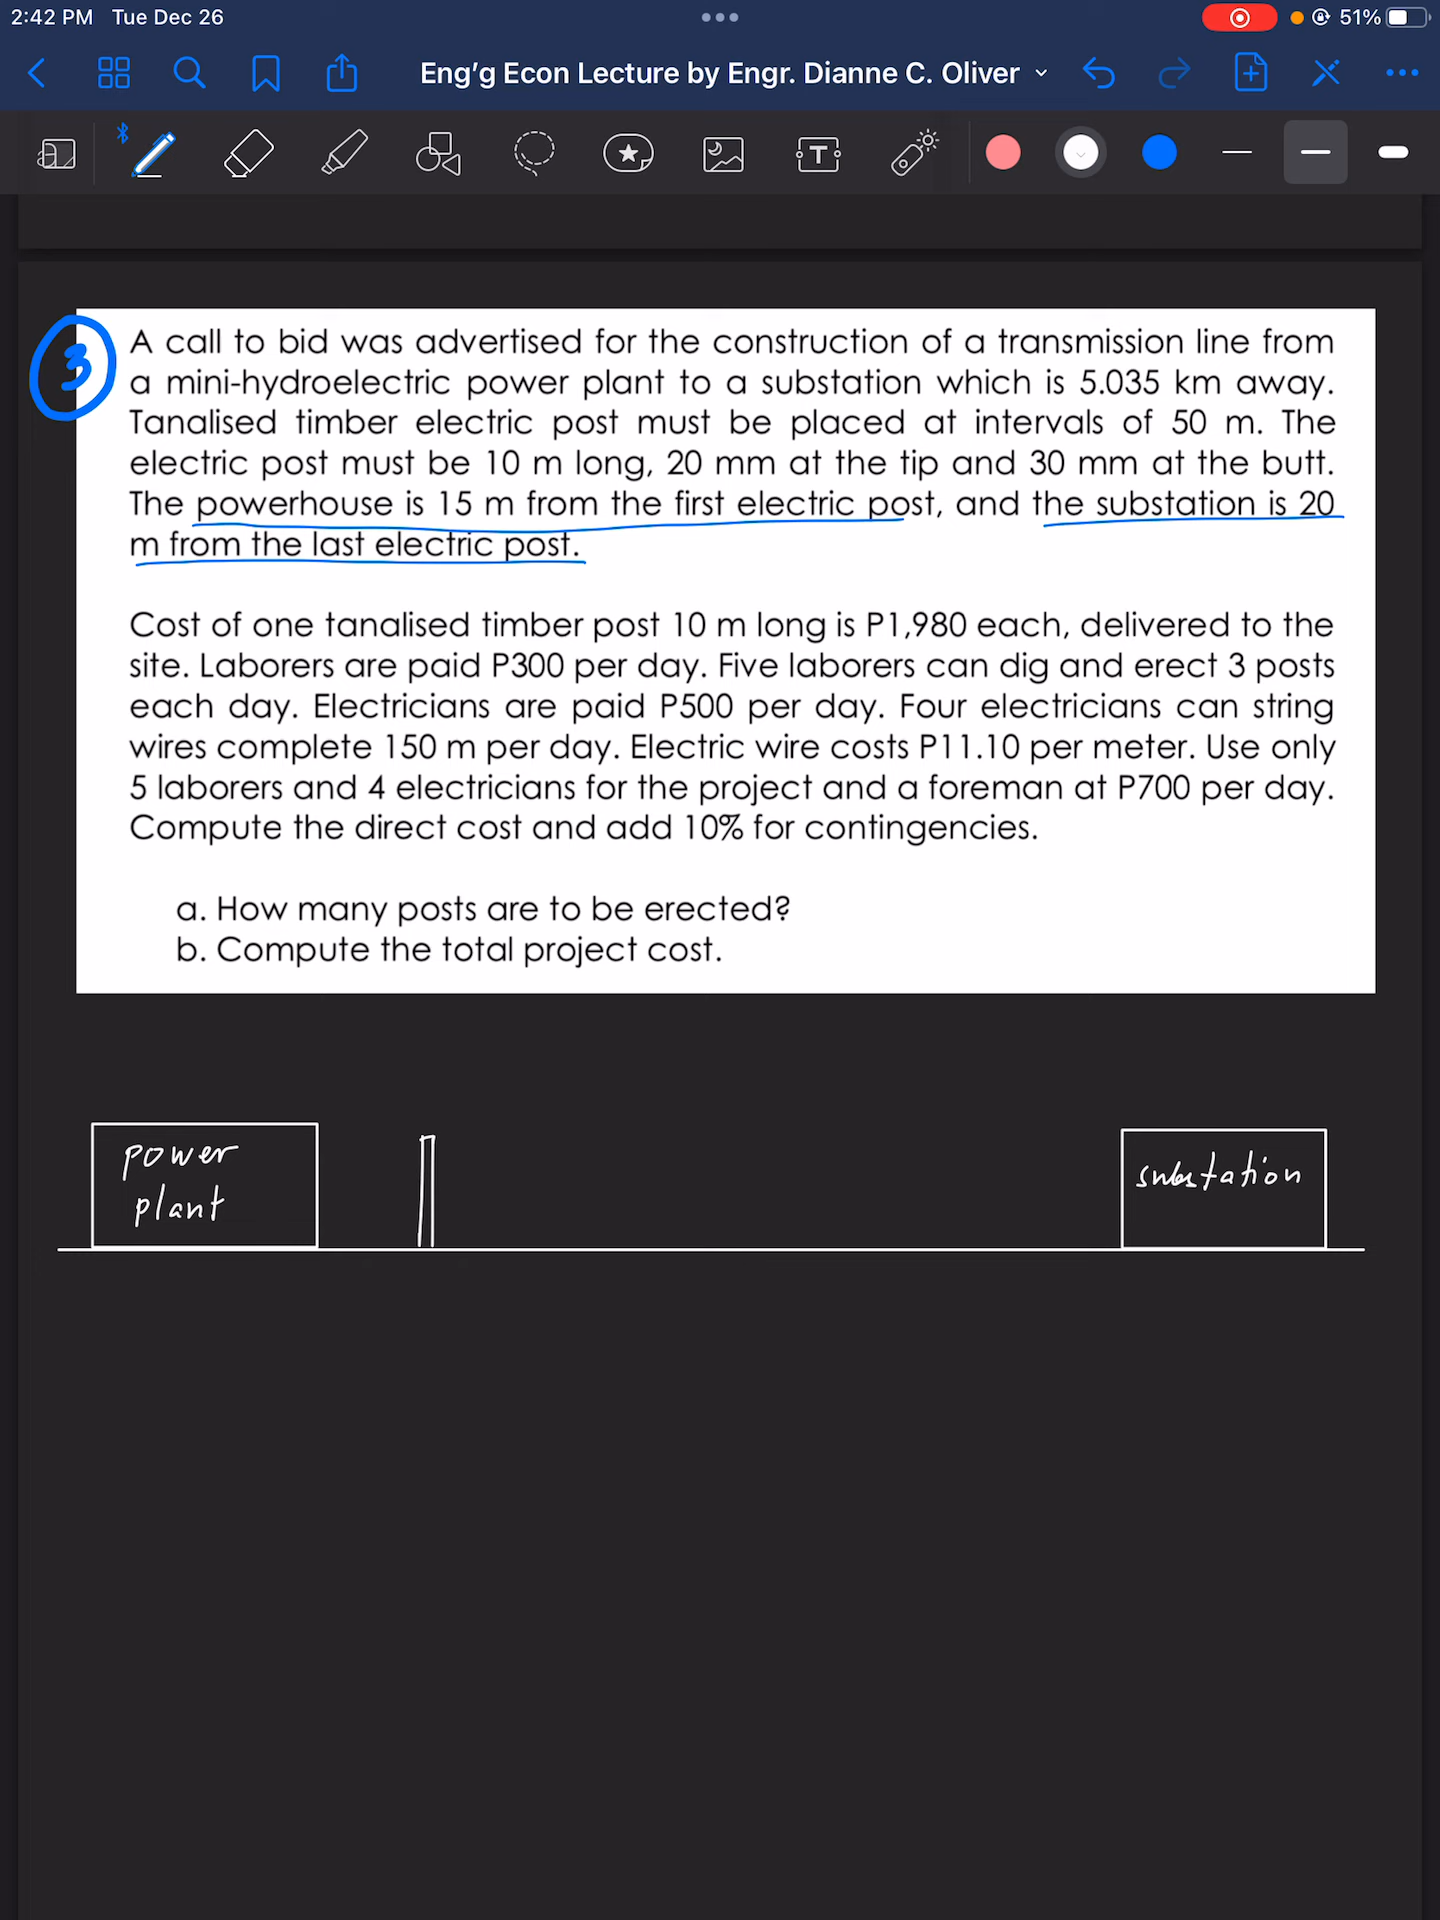 2:42 PM Tue Dec 26
51%
Eng'g Econ Lecture by Engr. Dianne C. Oliver
3
A call to bid was advertised for the construction of a transmission line from
a mini-hydroelectric power plant to a substation which is 5.035 km away.
Tanalised timber electric post must be placed at intervals of 50 m. The
electric post must be 10 m long, 20 mm at the tip and 30 mm at the butt.
The powerhouse is 15 m from the first electric post, and the substation is 20
m from the last electric post.
Cost of one tanalised timber post 10 m long is P1,980 each, delivered to the
site. Laborers are paid P300 per day. Five laborers can dig and erect 3 posts
each day. Electricians are paid P500 per day. Four electricians can string
wires complete 150 m per day. Electric wire costs P11.10 per meter. Use only
5 laborers and 4 electricians for the project and a foreman at P700 per day.
Compute the direct cost and add 10% for contingencies.
a. How many posts are to be erected?
b. Compute the total project cost.
power
plant
substation